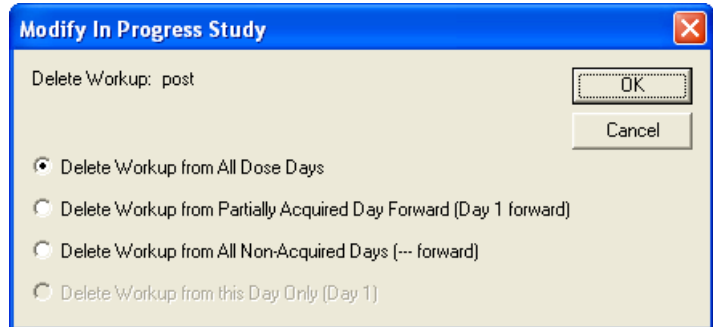 Modify In Progress Study
Delete Workup: post
OK
Cancel
Delete Workup from All Dose Days
Delete Workup from Partially Acquired Day Forward (Day 1 forward)
Delete Workup from All Non-Acquired Days (--- forward)
Delete Workup from this Day Only (Day 1)